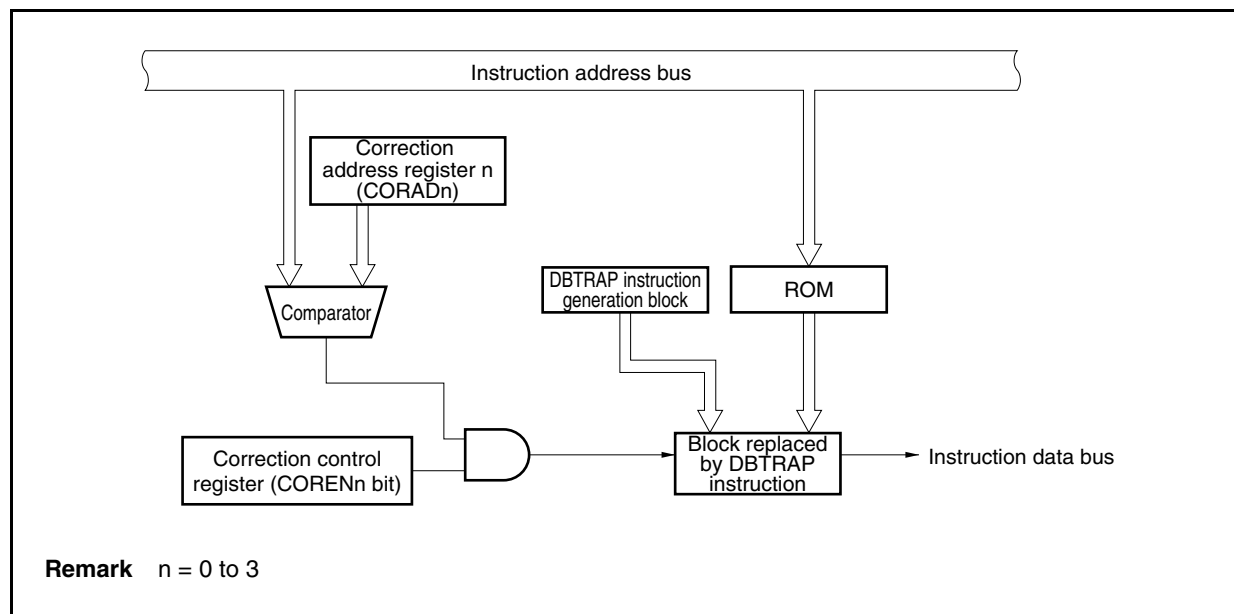 Instruction address bus
Correction
address register n
(CORADn)
Comparator
DBTRAP instruction
generation block
ROM
Correction control
register (CORENn bit)
Block replaced
by DBTRAP
instruction
Instruction data bus
Remark n = 0 to 3